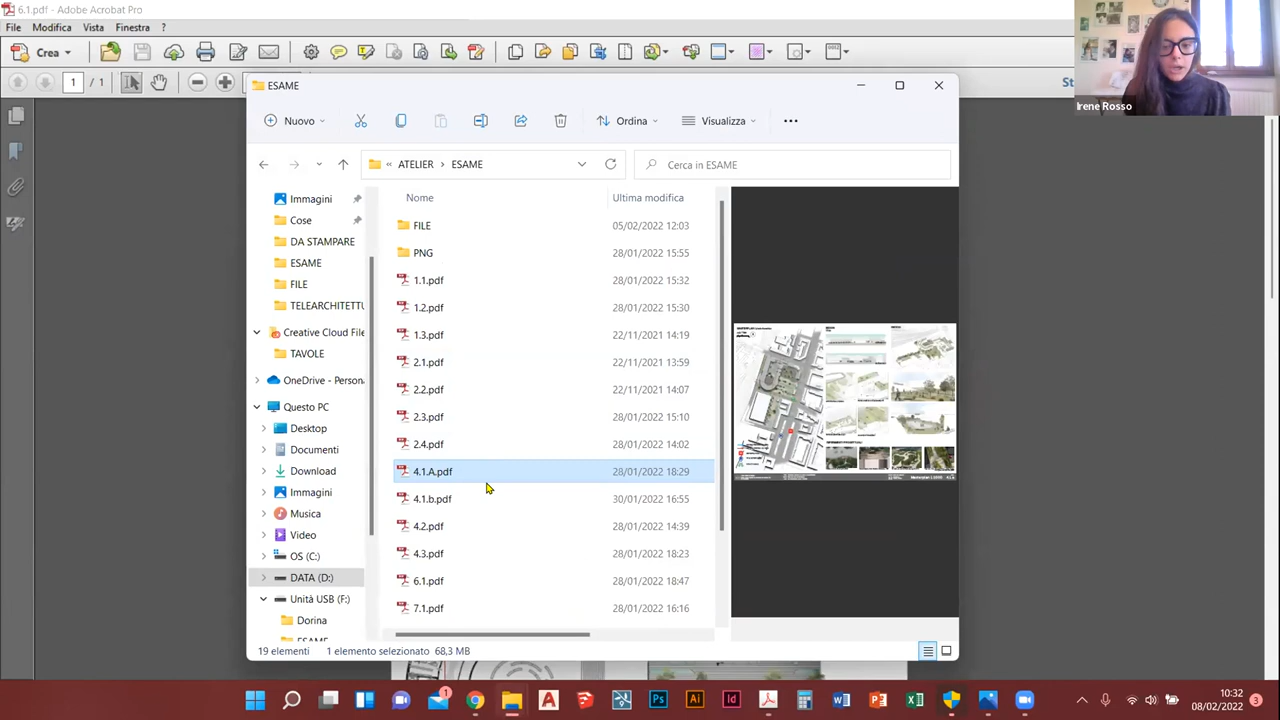 6.1.pdf - Adobe Acrobat Pro
File Modifica Vista Finestra ?
Crea
1 / 1
Irene Rosso
ESAME
Nuovo
Ordina
Visualizza
« ATELIER > ESAME
Cerca in ESAME
Nome
Ultima modifica
Immagini
Cose
DA STAMPARE
ESAME
FILE
TELEARCHITETTU
Creative Cloud File
TAVOLE
OneDrive - Person
Questo PC
Desktop
Documenti
Download
Immagini
Musica
Video
OS (C:)
DATA (D:)
Unità USB (F:)
Dorina
ESAME
FILE 05/02/2022 12:03
PNG 28/01/2022 15:55
1.1.pdf 28/01/2022 15:32
1.2.pdf 28/01/2022 15:30
1.3.pdf 22/11/2021 14:19
2.1.pdf 22/11/2021 13:59
2.2.pdf 22/11/2021 14:07
2.3.pdf 28/01/2022 15:10
2.4.pdf 28/01/2022 14:02
4.1.A.pdf 28/01/2022 18:29
4.1.b.pdf 30/01/2022 16:55
4.2.pdf 28/01/2022 14:39
4.3.pdf 28/01/2022 18:23
6.1.pdf 28/01/2022 18:47
7.1.pdf 28/01/2022 16:16
19 elementi 1 elemento selezionato 68,3 MB
1
Ps
Ai
Id
10:32
08/02/2022
3